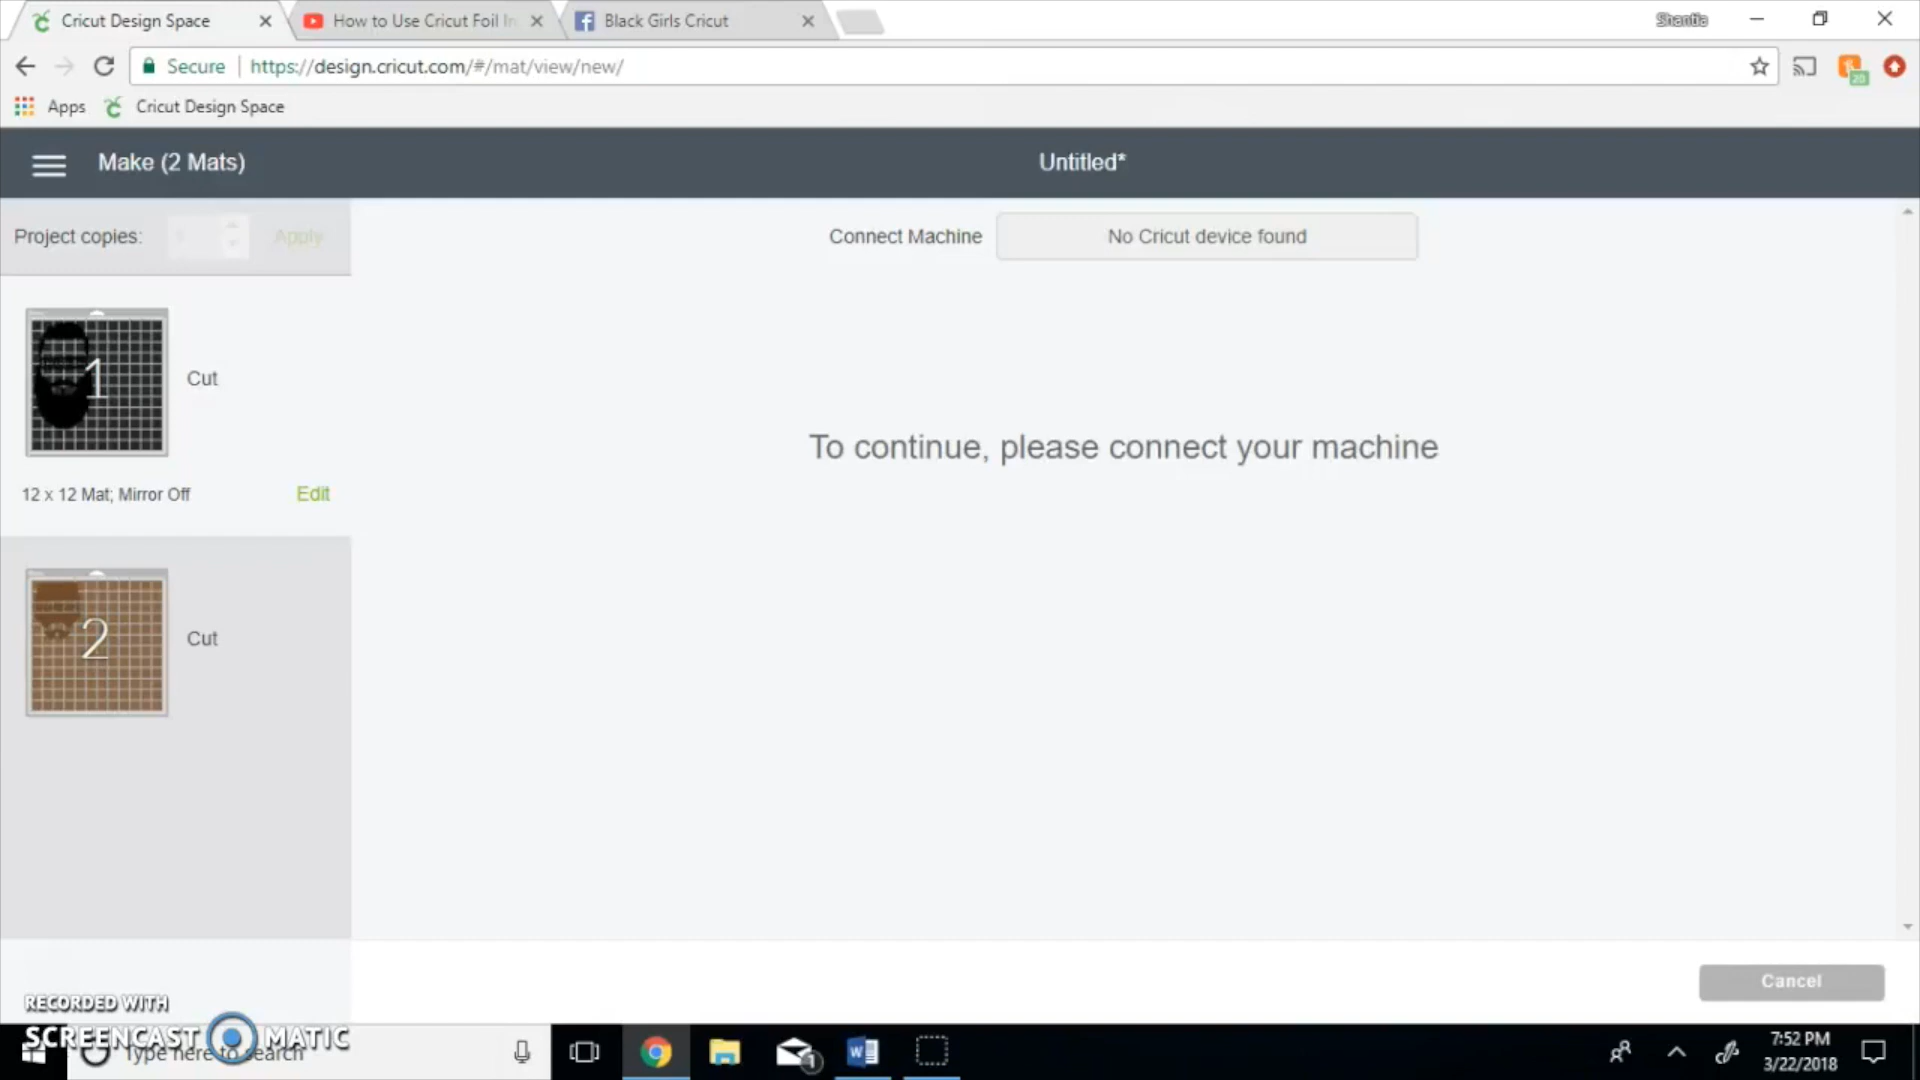 Cricut Design Space
How to Use Cricut Foil In
Black Girls Cricut
Shantia
Secure
https://design.cricut.com/#/mat/view/new/
20
Apps
Cricut Design Space
Make (2 Mats)
Untitled*
Project copies:
Apply
Connect Machine
No Cricut device found
1
Cut
To continue, please connect your machine
12 x 12 Mat; Mirror Off
Edit
2
Cut
Cancel
RECORDED WITH
SCREENCAST MATIC
Type here to search
1
7:52 PM
3/22/2018